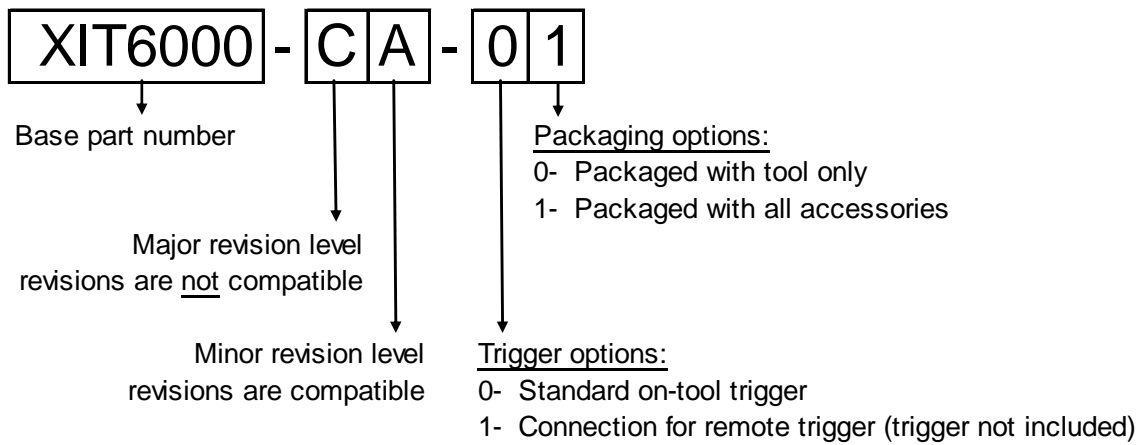 XIT6000 - C A - 0 1
Base part number
Packaging options:
0- Packaged with tool only
1- Packaged with all accessories
Major revision level
revisions are not compatible
Minor revision level
revisions are compatible
Trigger options:
0- Standard on-tool trigger
1- Connection for remote trigger (trigger not included)